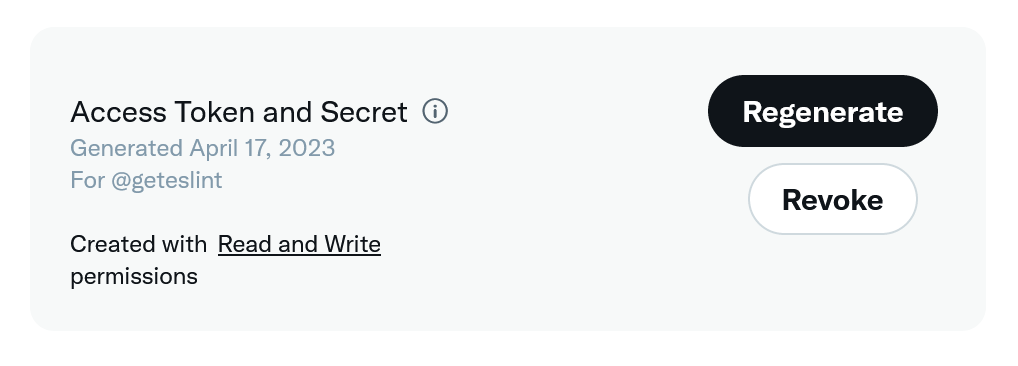 Access Token and Secret
Generated April 17, 2023
For @geteslint
Created with Read and Write
permissions
Regenerate
Revoke